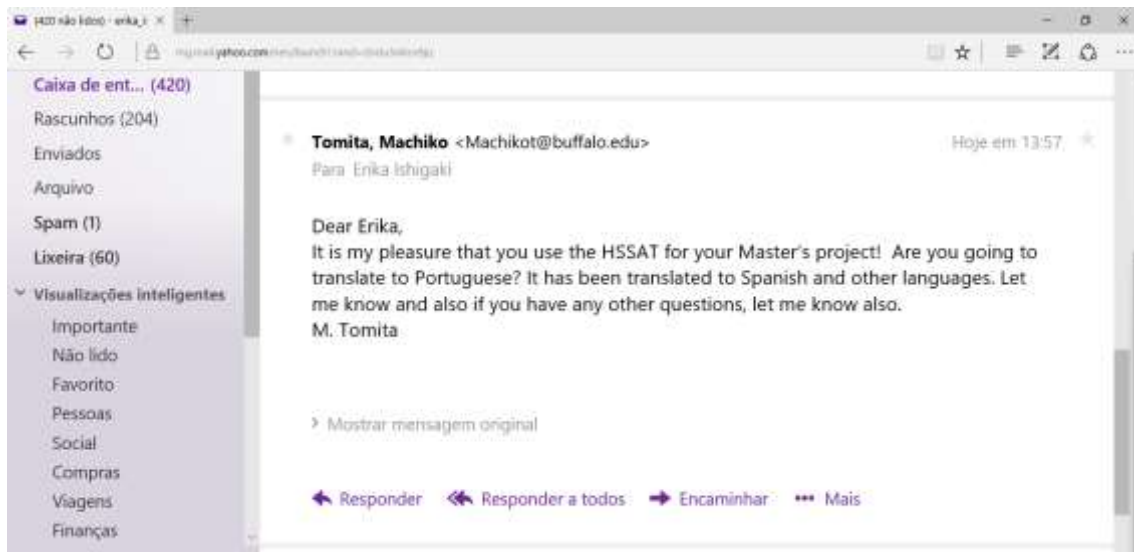 (420 não lidos) - erika_i
yahoo.com
Caixa de ent... (420)
Rascunhos (204)
Enviados
Arquivo
Spam (1)
Lixeira (60)
Visualizações inteligentes
Importante
Não lido
Favorito
Pessoas
Social
Compras
Viagens
Finanças
Tomita, Machiko <Machikot@buffalo.edu>
Hoje em 13:57
Para Erika Ishigaki
Dear Erika,
It is my pleasure that you use the HSSAT for your Master's project!  Are you going to
translate to Portuguese? It has been translated to Spanish and other languages. Let
me know and also if you have any other questions, let me know also.
M. Tomita
Mostrar mensagem original
Responder
Responder a todos
Encaminhar
Mais